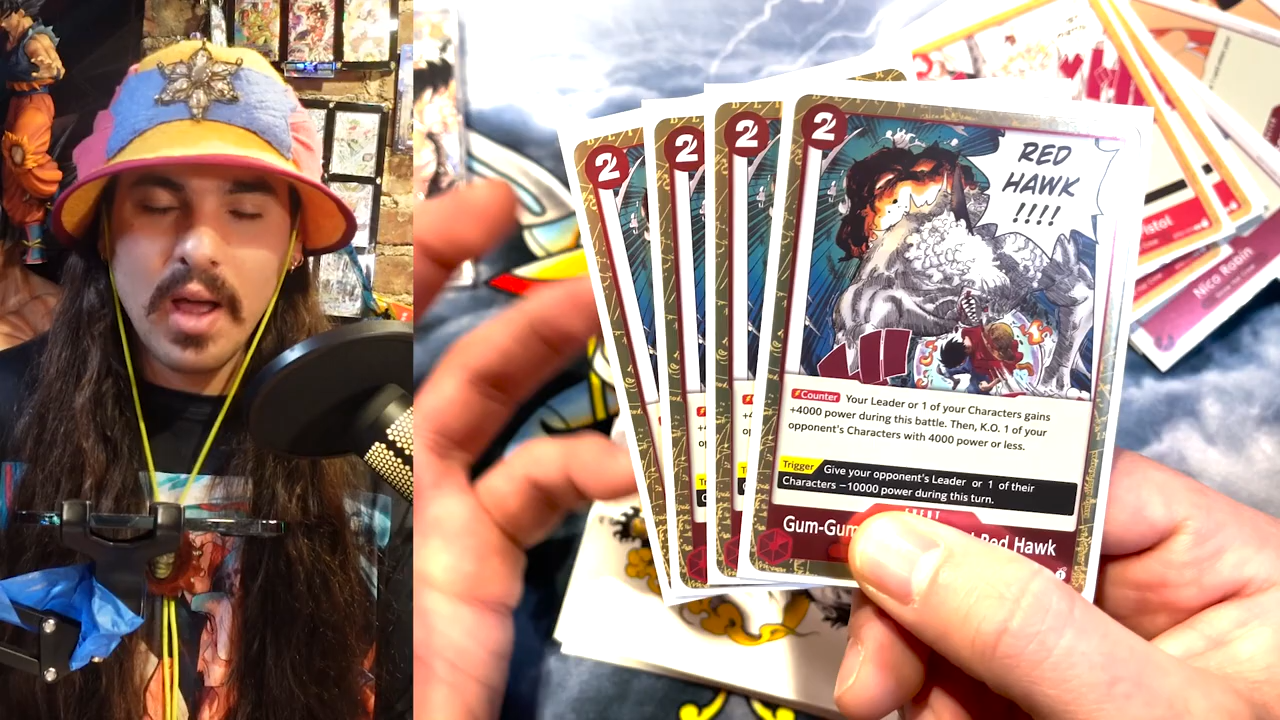 2
2
2
2
RED
HAWK
!!!!
Counter Your Leader or 1 of your Characters gains
+4000 power during this battle. Then, K.O. 1 of your
opponent's Characters with 4000 power or less.
Trigger Give your opponent's Leader or 1 of their
Characters −10000 power during this turn.
EVENT
Gum-Gum Red Hawk
Nico Robin